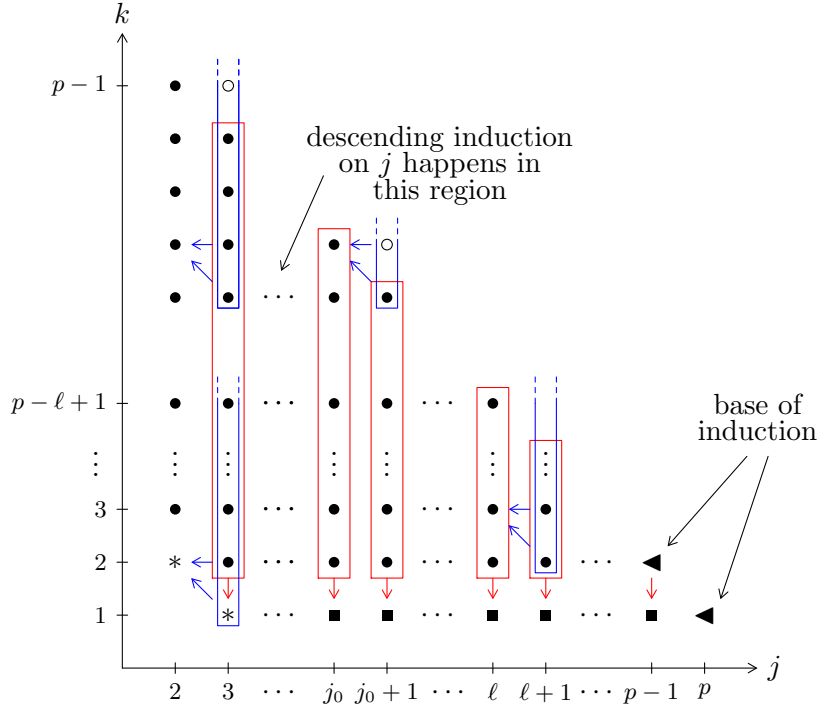 k
p − 1
descending induction
on j happens in
this region
· · ·
p − ℓ + 1
· · ·
· · ·
base of
induction
⋮
3
· · ·
· · ·
2
*
· · ·
· · ·
· · ·
1
*
· · ·
· · ·
· · ·
j
2 3 · · · j₀ j₀ + 1 · · · ℓ ℓ + 1 · · · p − 1 p